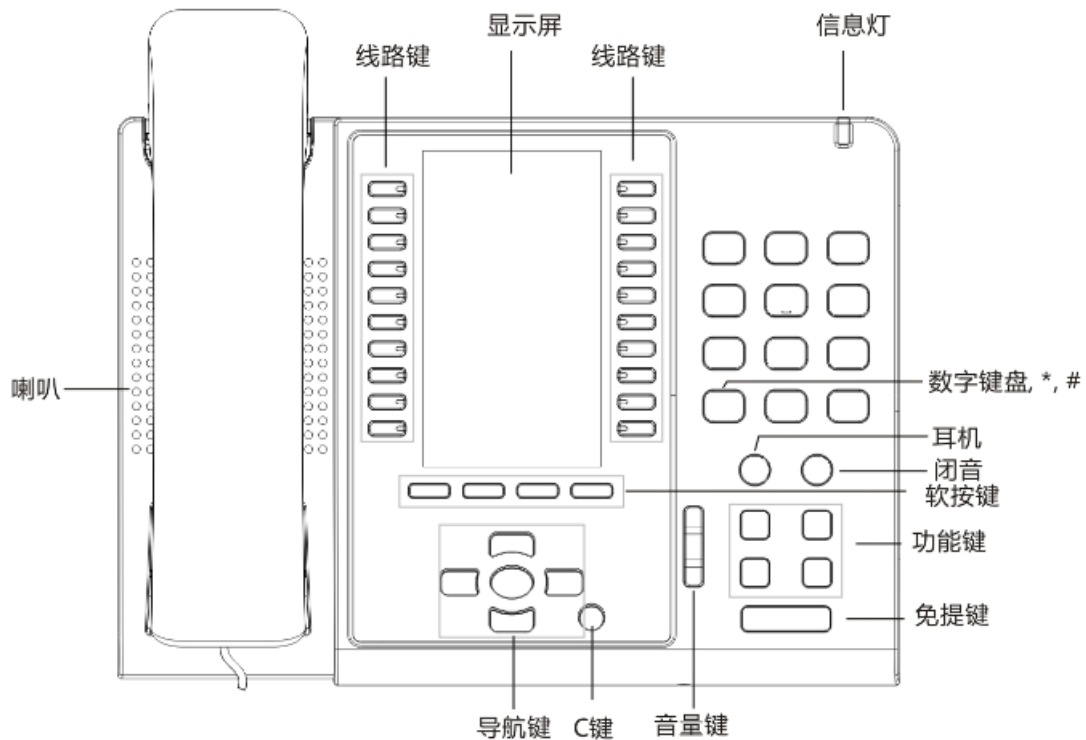 显示屏
信息灯
线路键
线路键
喇叭
数字键盘, *, #
耳机
闭音
软按键
功能键
免提键
导航键
C键
音量键